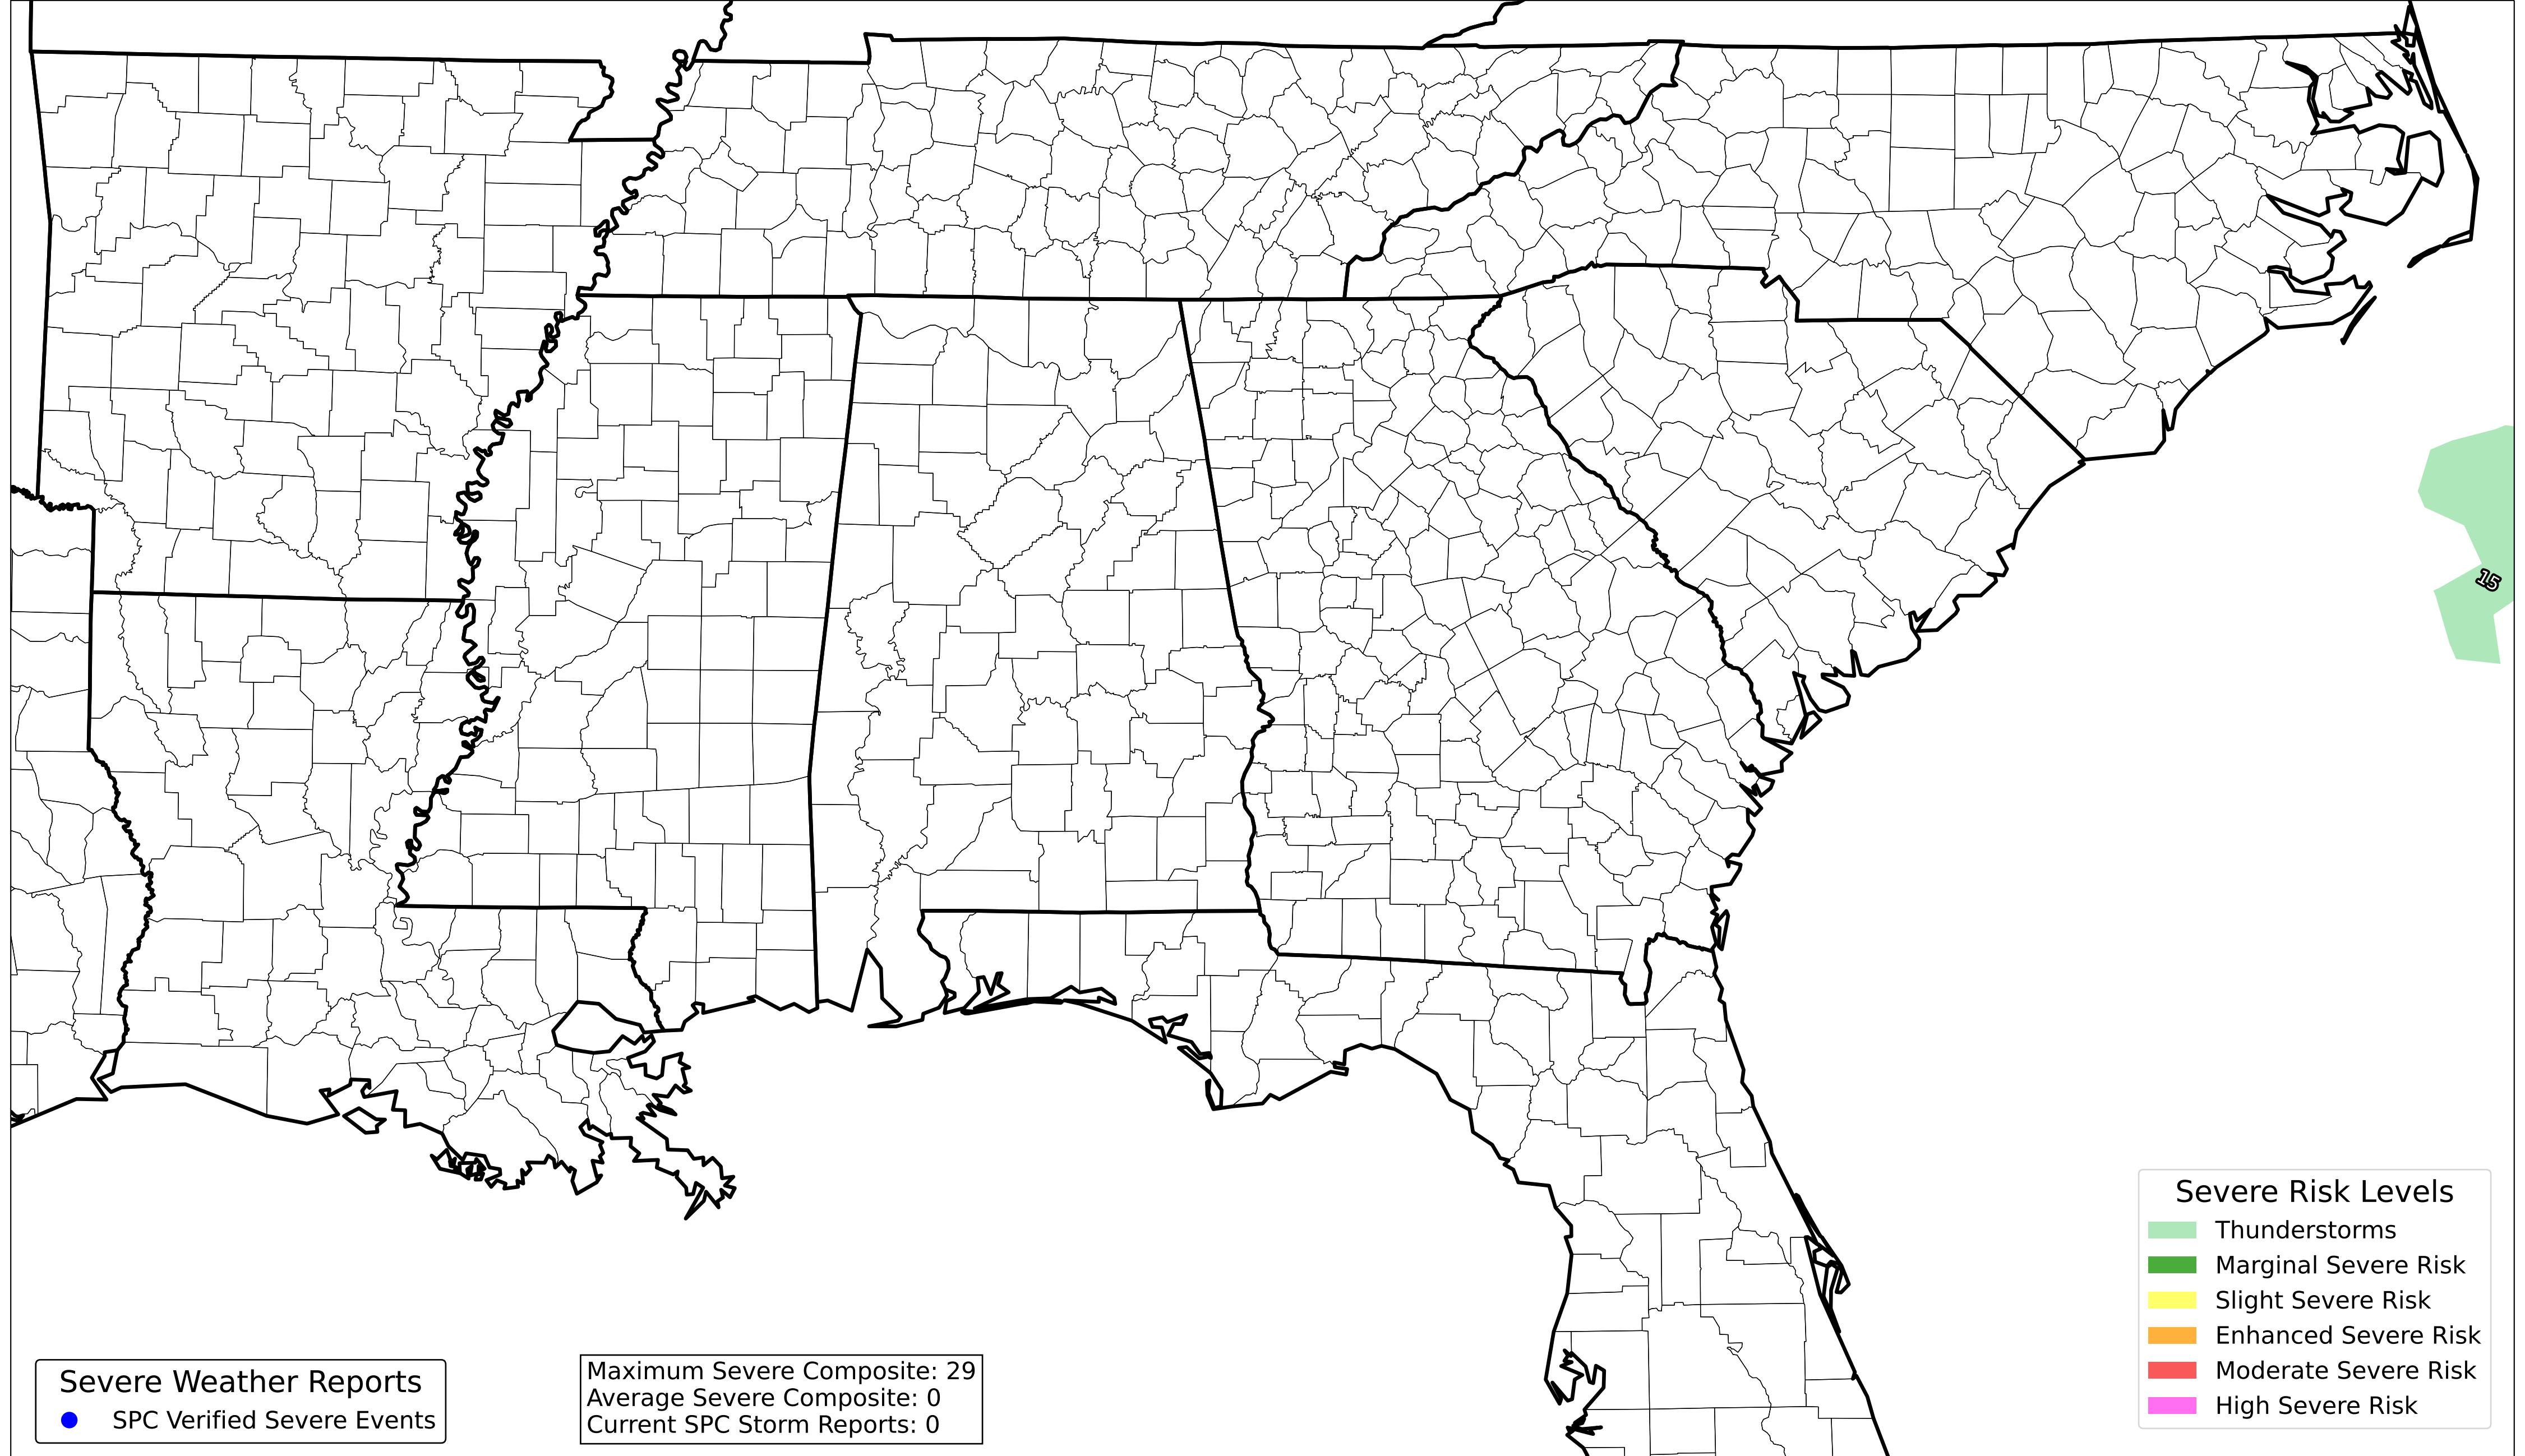 15
Severe Risk Levels
Thunderstorms
Marginal Severe Risk
Slight Severe Risk
Enhanced Severe Risk
Moderate Severe Risk
High Severe Risk
Severe Weather Reports
SPC Verified Severe Events
Maximum Severe Composite: 29
Average Severe Composite: 0
Current SPC Storm Reports: 0